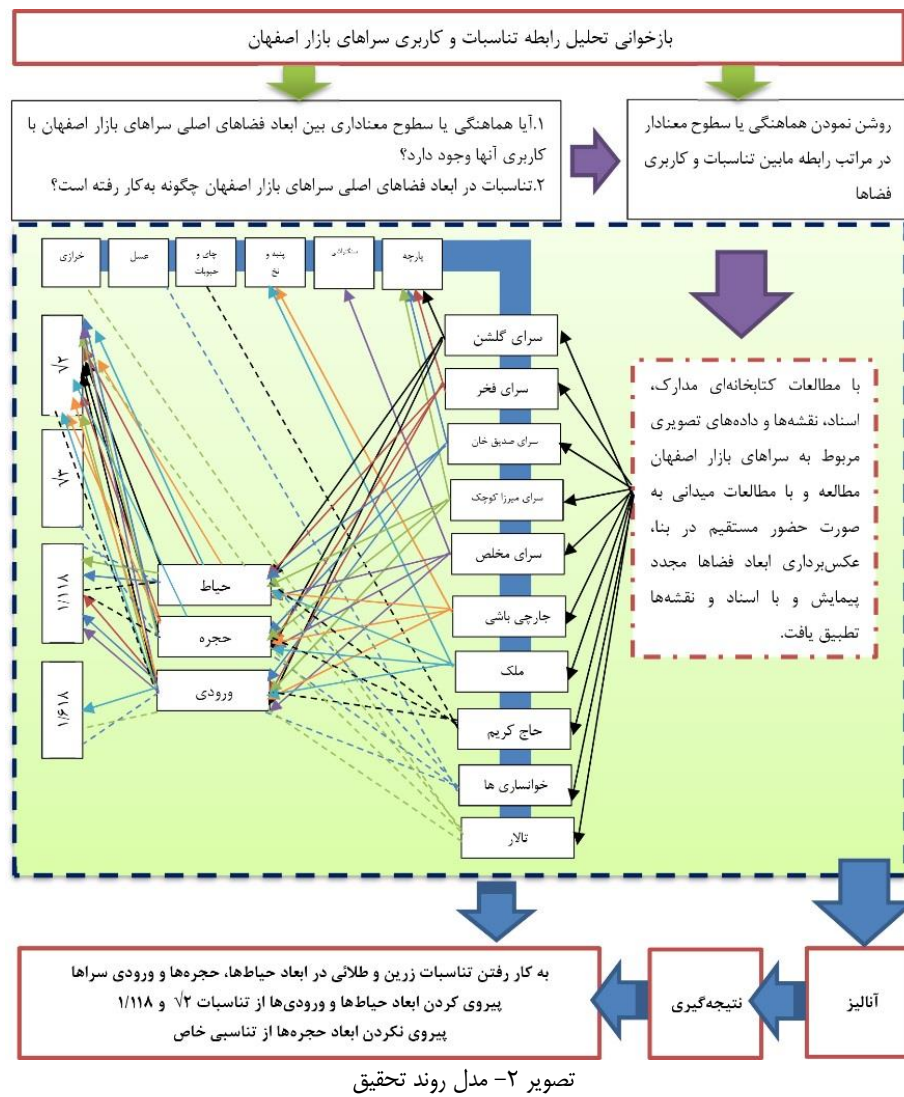 بازخوانی تحلیل رابطه تناسبات و کاربری سراهای بازار اصفهان
روشن نمودن هماهنگی یا سطوح معنادار
در مراتب رابطه مابین تناسبات و کاربری
فضاها
۱.آیا هماهنگی یا سطوح معناداری بین ابعاد فضاهای اصلی سراهای بازار اصفهان با
کاربری آنها وجود دارد؟
۲.تناسبات در ابعاد فضاهای اصلی سراهای بازار اصفهان چگونه به‌کار رفته است؟
پارچه
پنبه و
نخ
چای و
حبوبات
عسل
خرازی
با مطالعات کتابخانه‌ای مدارک،
اسناد، نقشه‌ها و داده‌های تصویری
مربوط به سراهای بازار اصفهان
مطالعه و با مطالعات میدانی به
صورت حضور مستقیم در بنا،
عکس‌برداری ابعاد فضاها مجدد
پیمایش و با اسناد و نقشه‌ها
تطبیق یافت.
سرای گلشن
سرای فخر
سرای صدیق خان
سرای میرزا کوچک
سرای مخلص
جارچی باشی
ملک
حاج کریم
خوانساری ها
تالار
حیاط
حجره
ورودی
√۲
√۳
۱/۱۱۸
۱/۶۱۸
آنالیز
نتیجه‌گیری
به کار رفتن تناسبات زرین و طلائی در ابعاد حیاط‌ها، حجره‌ها و ورودی سراها
پیروی کردن ابعاد حیاط‌ها و ورودی‌ها از تناسبات √۲ و ۱/۱۱۸
پیروی نکردن ابعاد حجره‌ها از تناسبی خاص
تصویر ۲- مدل روند تحقیق